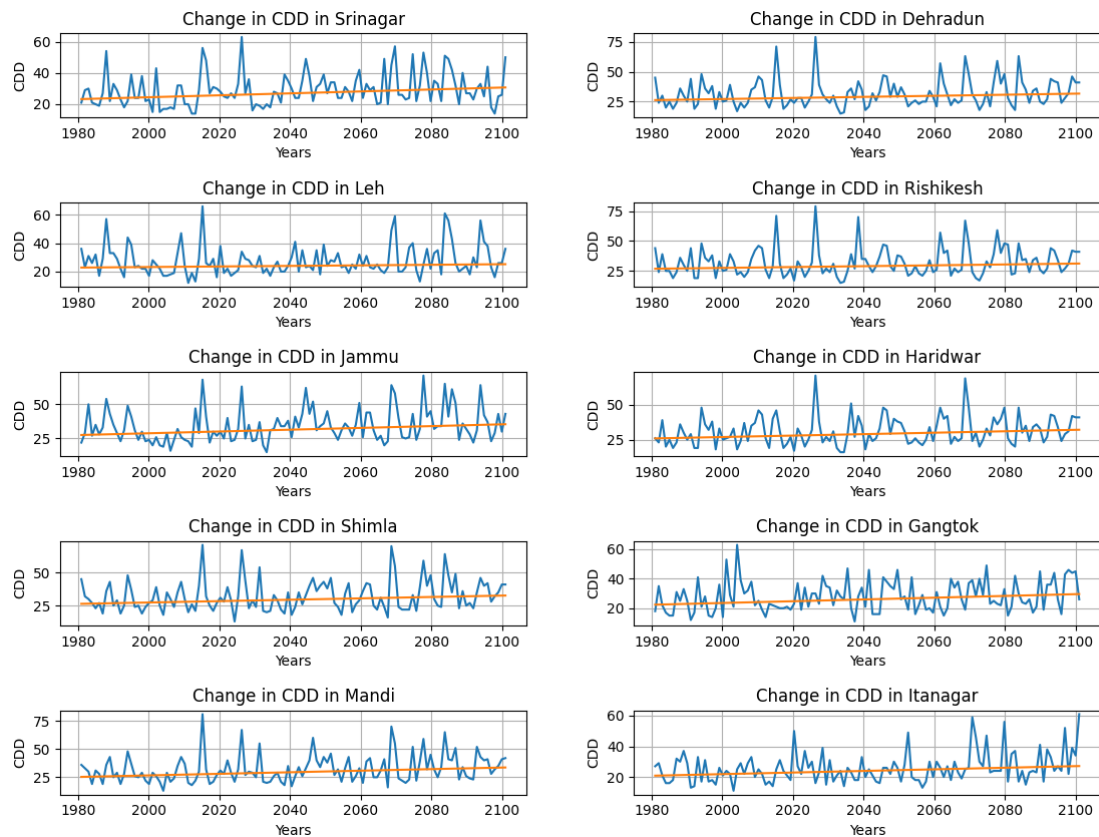 Change in CDD in Srinagar
60
40
20
CDD
1980 2000 2020 2040 2060 2080 2100
Years
Change in CDD in Dehradun
75
50
25
CDD
1980 2000 2020 2040 2060 2080 2100
Years
Change in CDD in Leh
60
40
20
CDD
1980 2000 2020 2040 2060 2080 2100
Years
Change in CDD in Rishikesh
75
50
25
CDD
1980 2000 2020 2040 2060 2080 2100
Years
Change in CDD in Jammu
50
25
CDD
1980 2000 2020 2040 2060 2080 2100
Years
Change in CDD in Haridwar
50
25
CDD
1980 2000 2020 2040 2060 2080 2100
Years
Change in CDD in Shimla
50
25
CDD
1980 2000 2020 2040 2060 2080 2100
Years
Change in CDD in Gangtok
60
40
20
CDD
1980 2000 2020 2040 2060 2080 2100
Years
Change in CDD in Mandi
75
50
25
CDD
1980 2000 2020 2040 2060 2080 2100
Years
Change in CDD in Itanagar
60
40
20
CDD
1980 2000 2020 2040 2060 2080 2100
Years